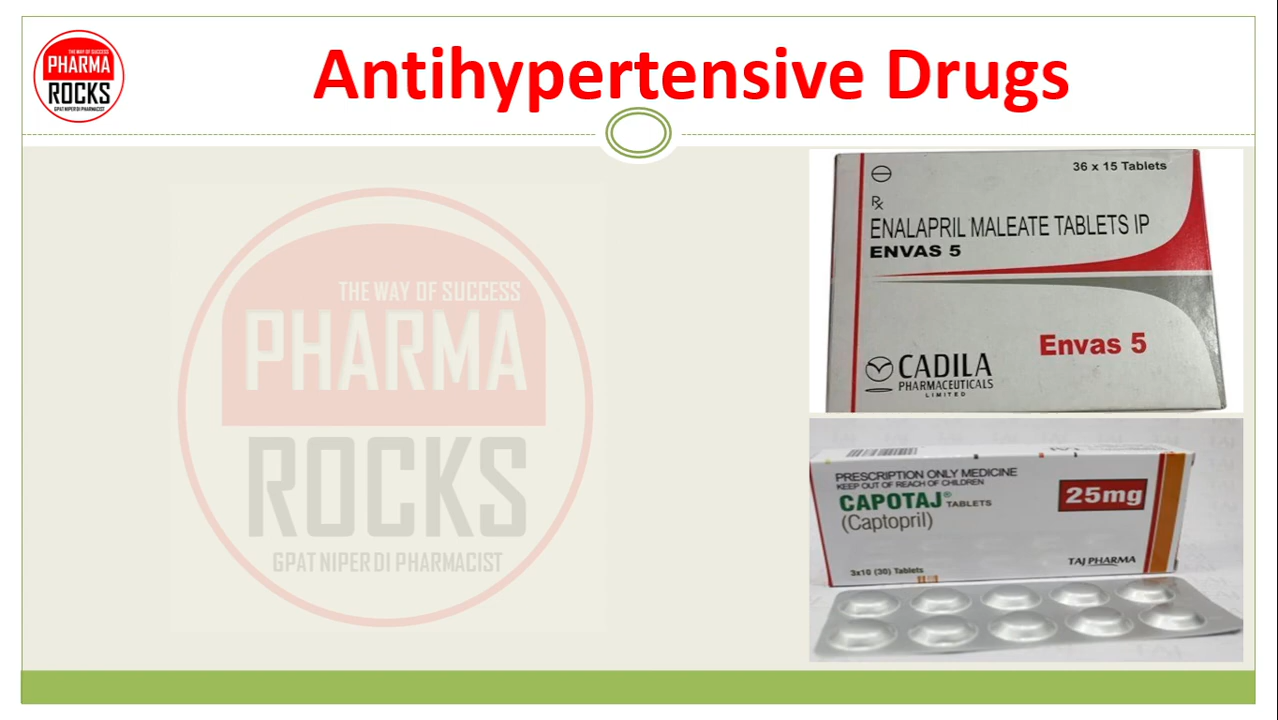 THE WAY OF SUCCESS
PHARMA
ROCKS
GPAT NIPER DI PHARMACIST
Antihypertensive Drugs
THE WAY OF SUCCESS
PHARMA
ROCKS
GPAT NIPER DI PHARMACIST
36 x 15 Tablets
Rx
ENALAPRIL MALEATE TABLETS IP
ENVAS 5
Envas 5
CADILA
PHARMACEUTICALS
LIMITED
PRESCRIPTION ONLY MEDICINE
KEEP OUT OF REACH OF CHILDREN
CAPOTAJ® TABLETS
25mg
(Captopril)
TAJ PHARMA
3x10 (30) Tablets